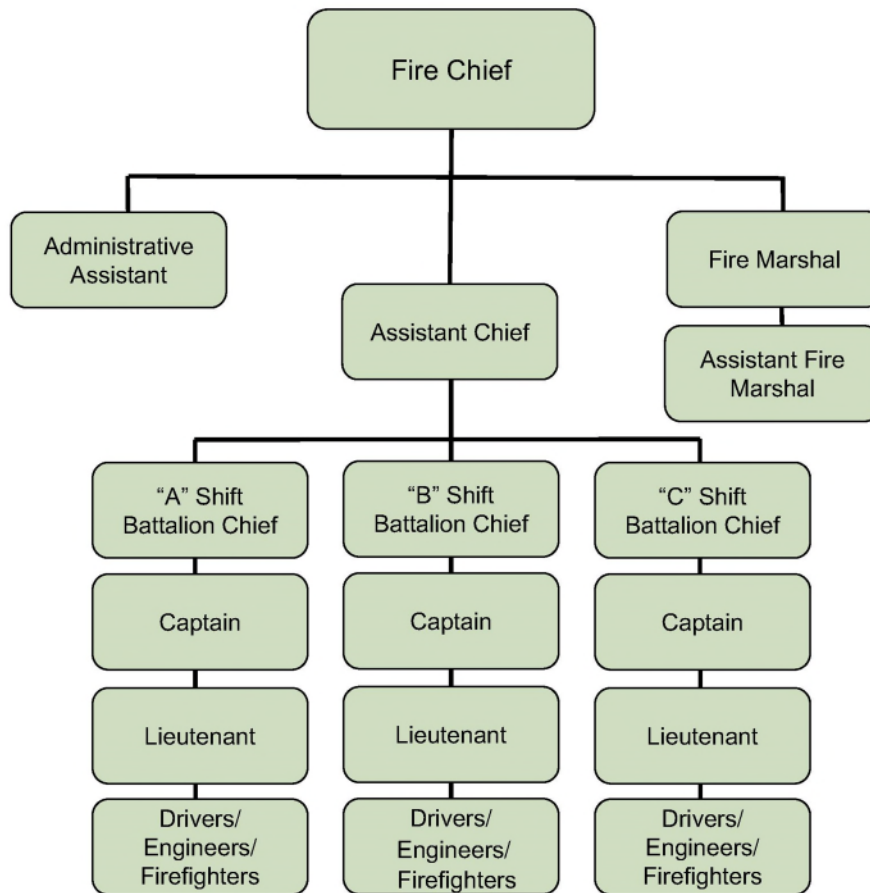 Fire Chief
Administrative
Assistant
Fire Marshal
Assistant Chief
Assistant Fire
Marshal
“A” Shift
Battalion Chief
“B” Shift
Battalion Chief
“C” Shift
Battalion Chief
Captain
Captain
Captain
Lieutenant
Lieutenant
Lieutenant
Drivers/
Engineers/
Firefighters
Drivers/
Engineers/
Firefighters
Drivers/
Engineers/
Firefighters